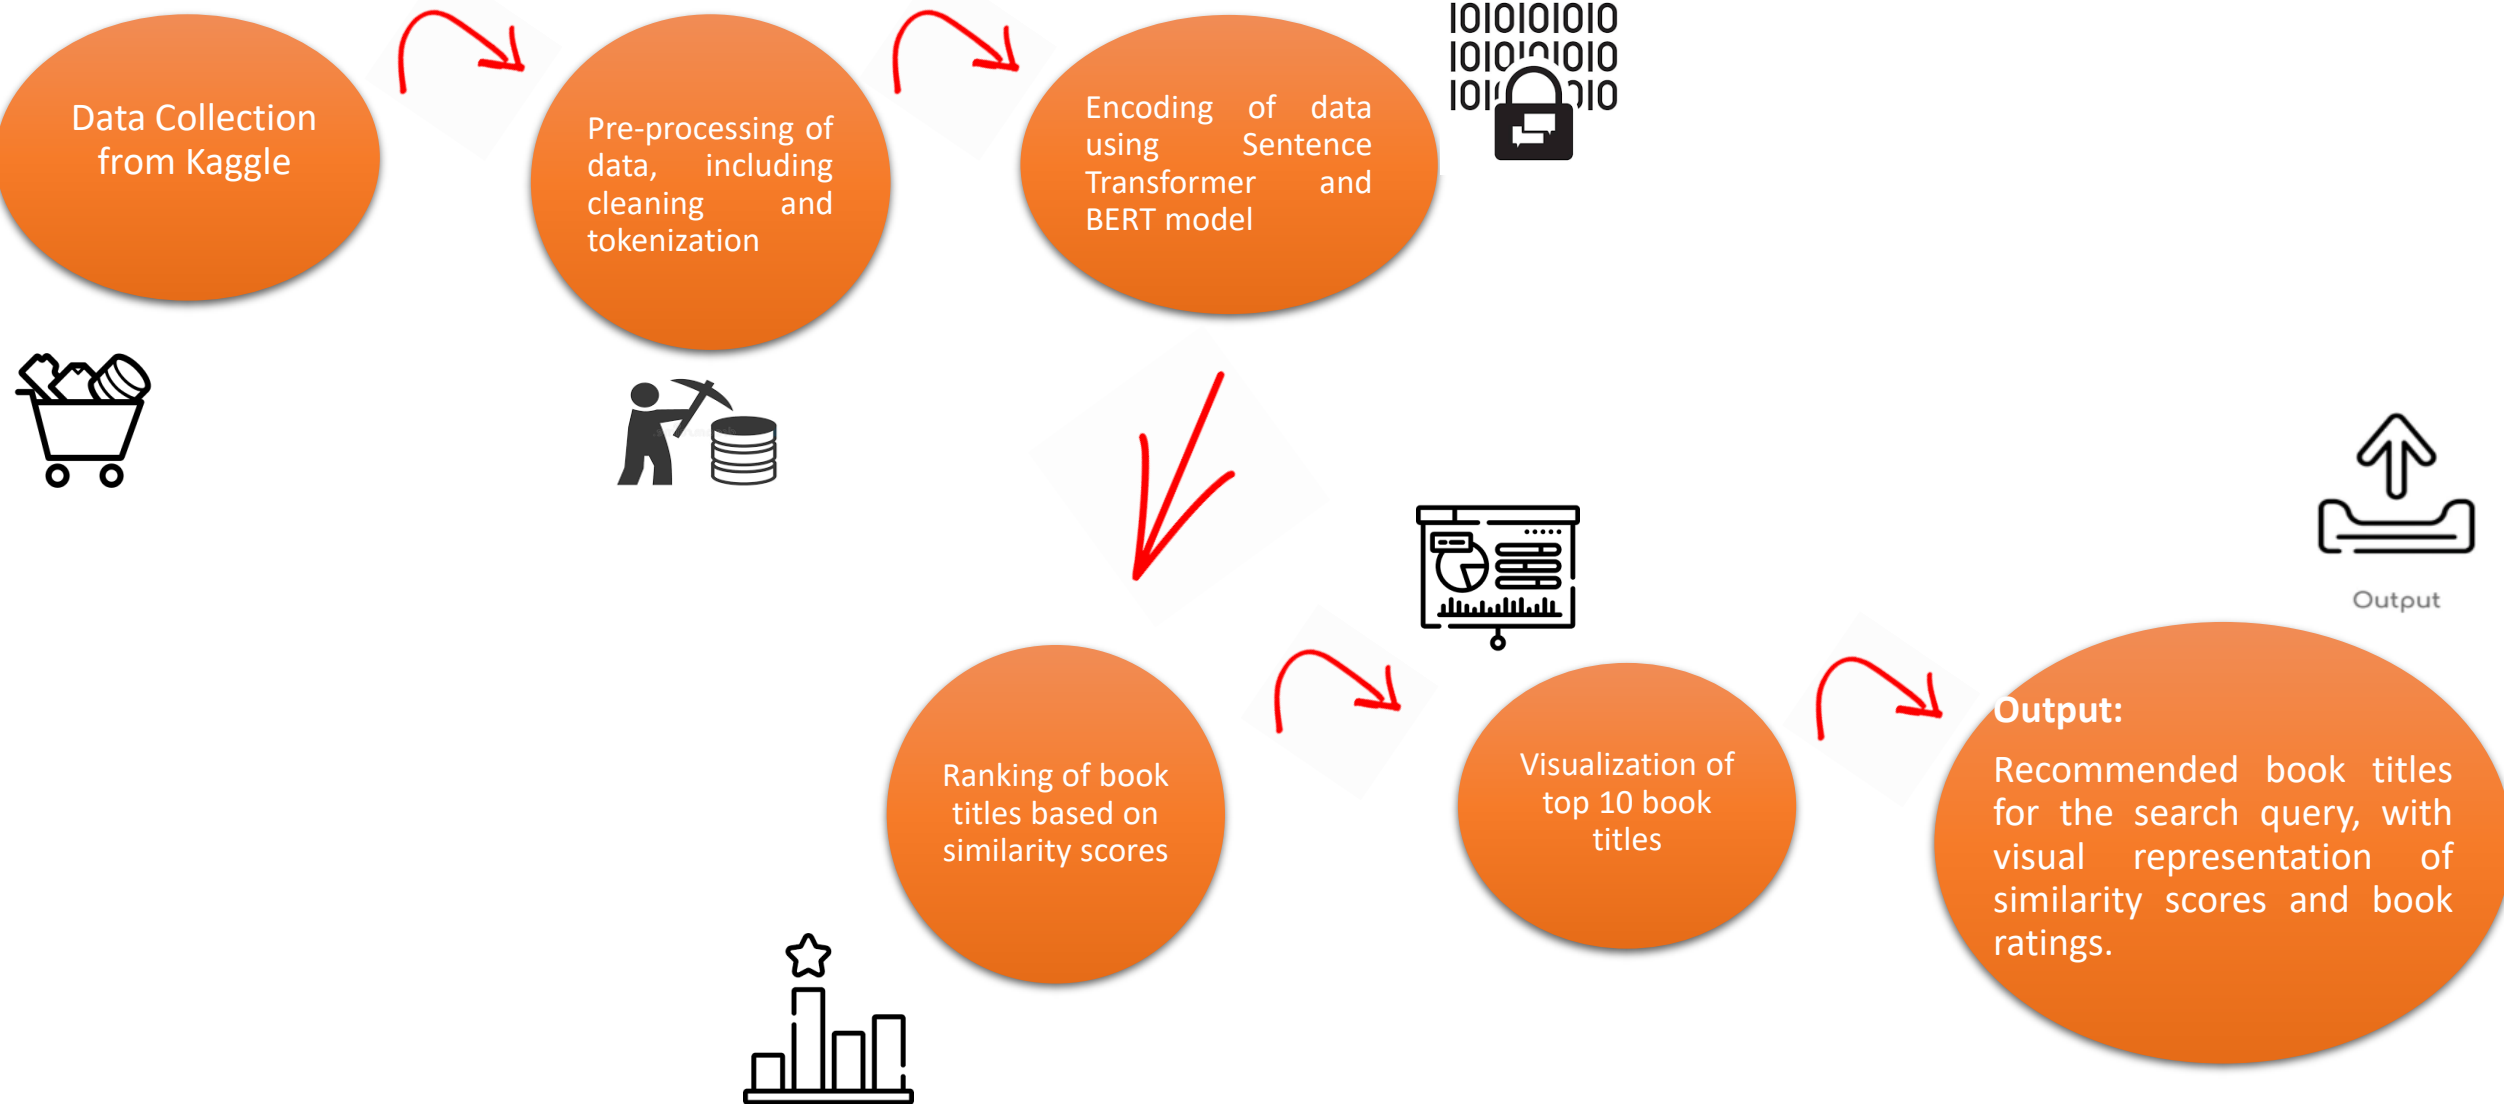 Data Collection
from Kaggle
Pre-processing of
data, including
cleaning and
tokenization
Encoding of data
using Sentence
Transformer and
BERT model
1010101010
1010101010
Output
Ranking of book
titles based on
similarity scores
Visualization of
top 10 book
titles
Output:
Recommended book titles
for the search query, with
visual representation of
similarity scores and book
ratings.